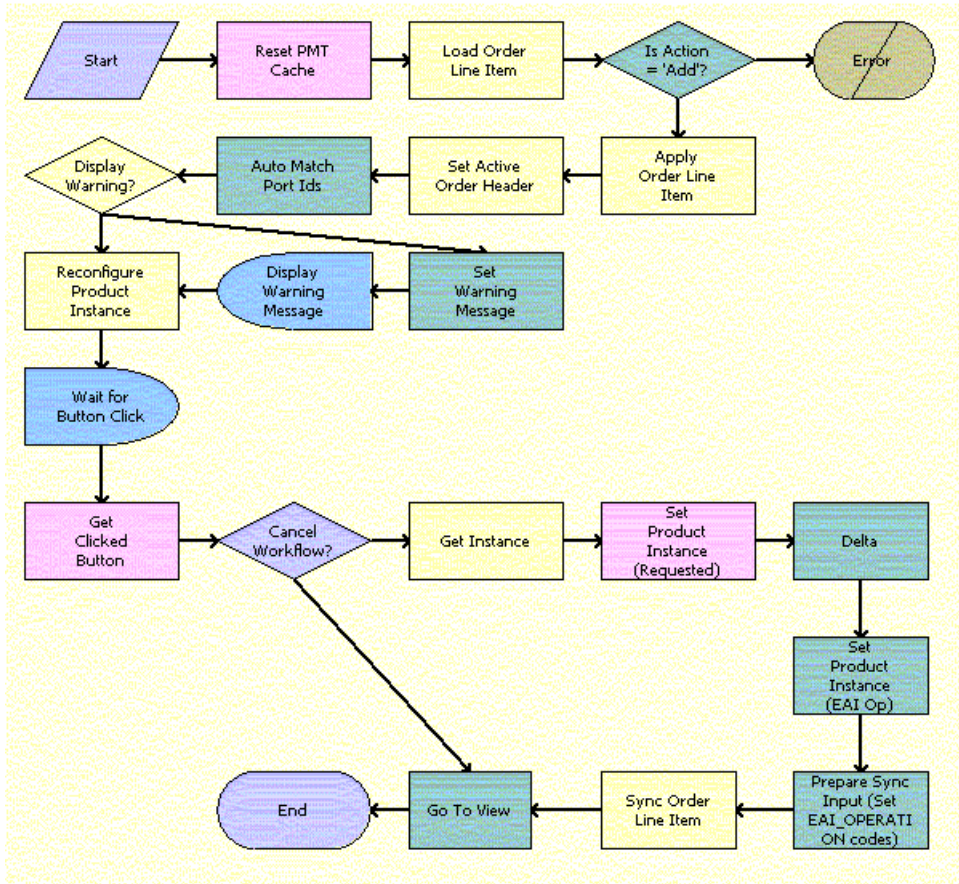 Start
Reset PMT
Cache
Load Order
Line Item
Is Action
= 'Add'?
Error
Display
Warning?
Auto Match
Port Ids
Set Active
Order Header
Apply
Order Line
Item
Reconfigure
Product
Instance
Display
Warning
Message
Set
Warning
Message
Wait for
Button Click
Get
Clicked
Button
Cancel
Workflow?
Get Instance
Set
Product
Instance
(Requested)
Delta
Set
Product
Instance
(EAI Op)
End
Go To View
Sync Order
Line Item
Prepare Sync
Input (Set
EAI_OPERATI
ON codes)